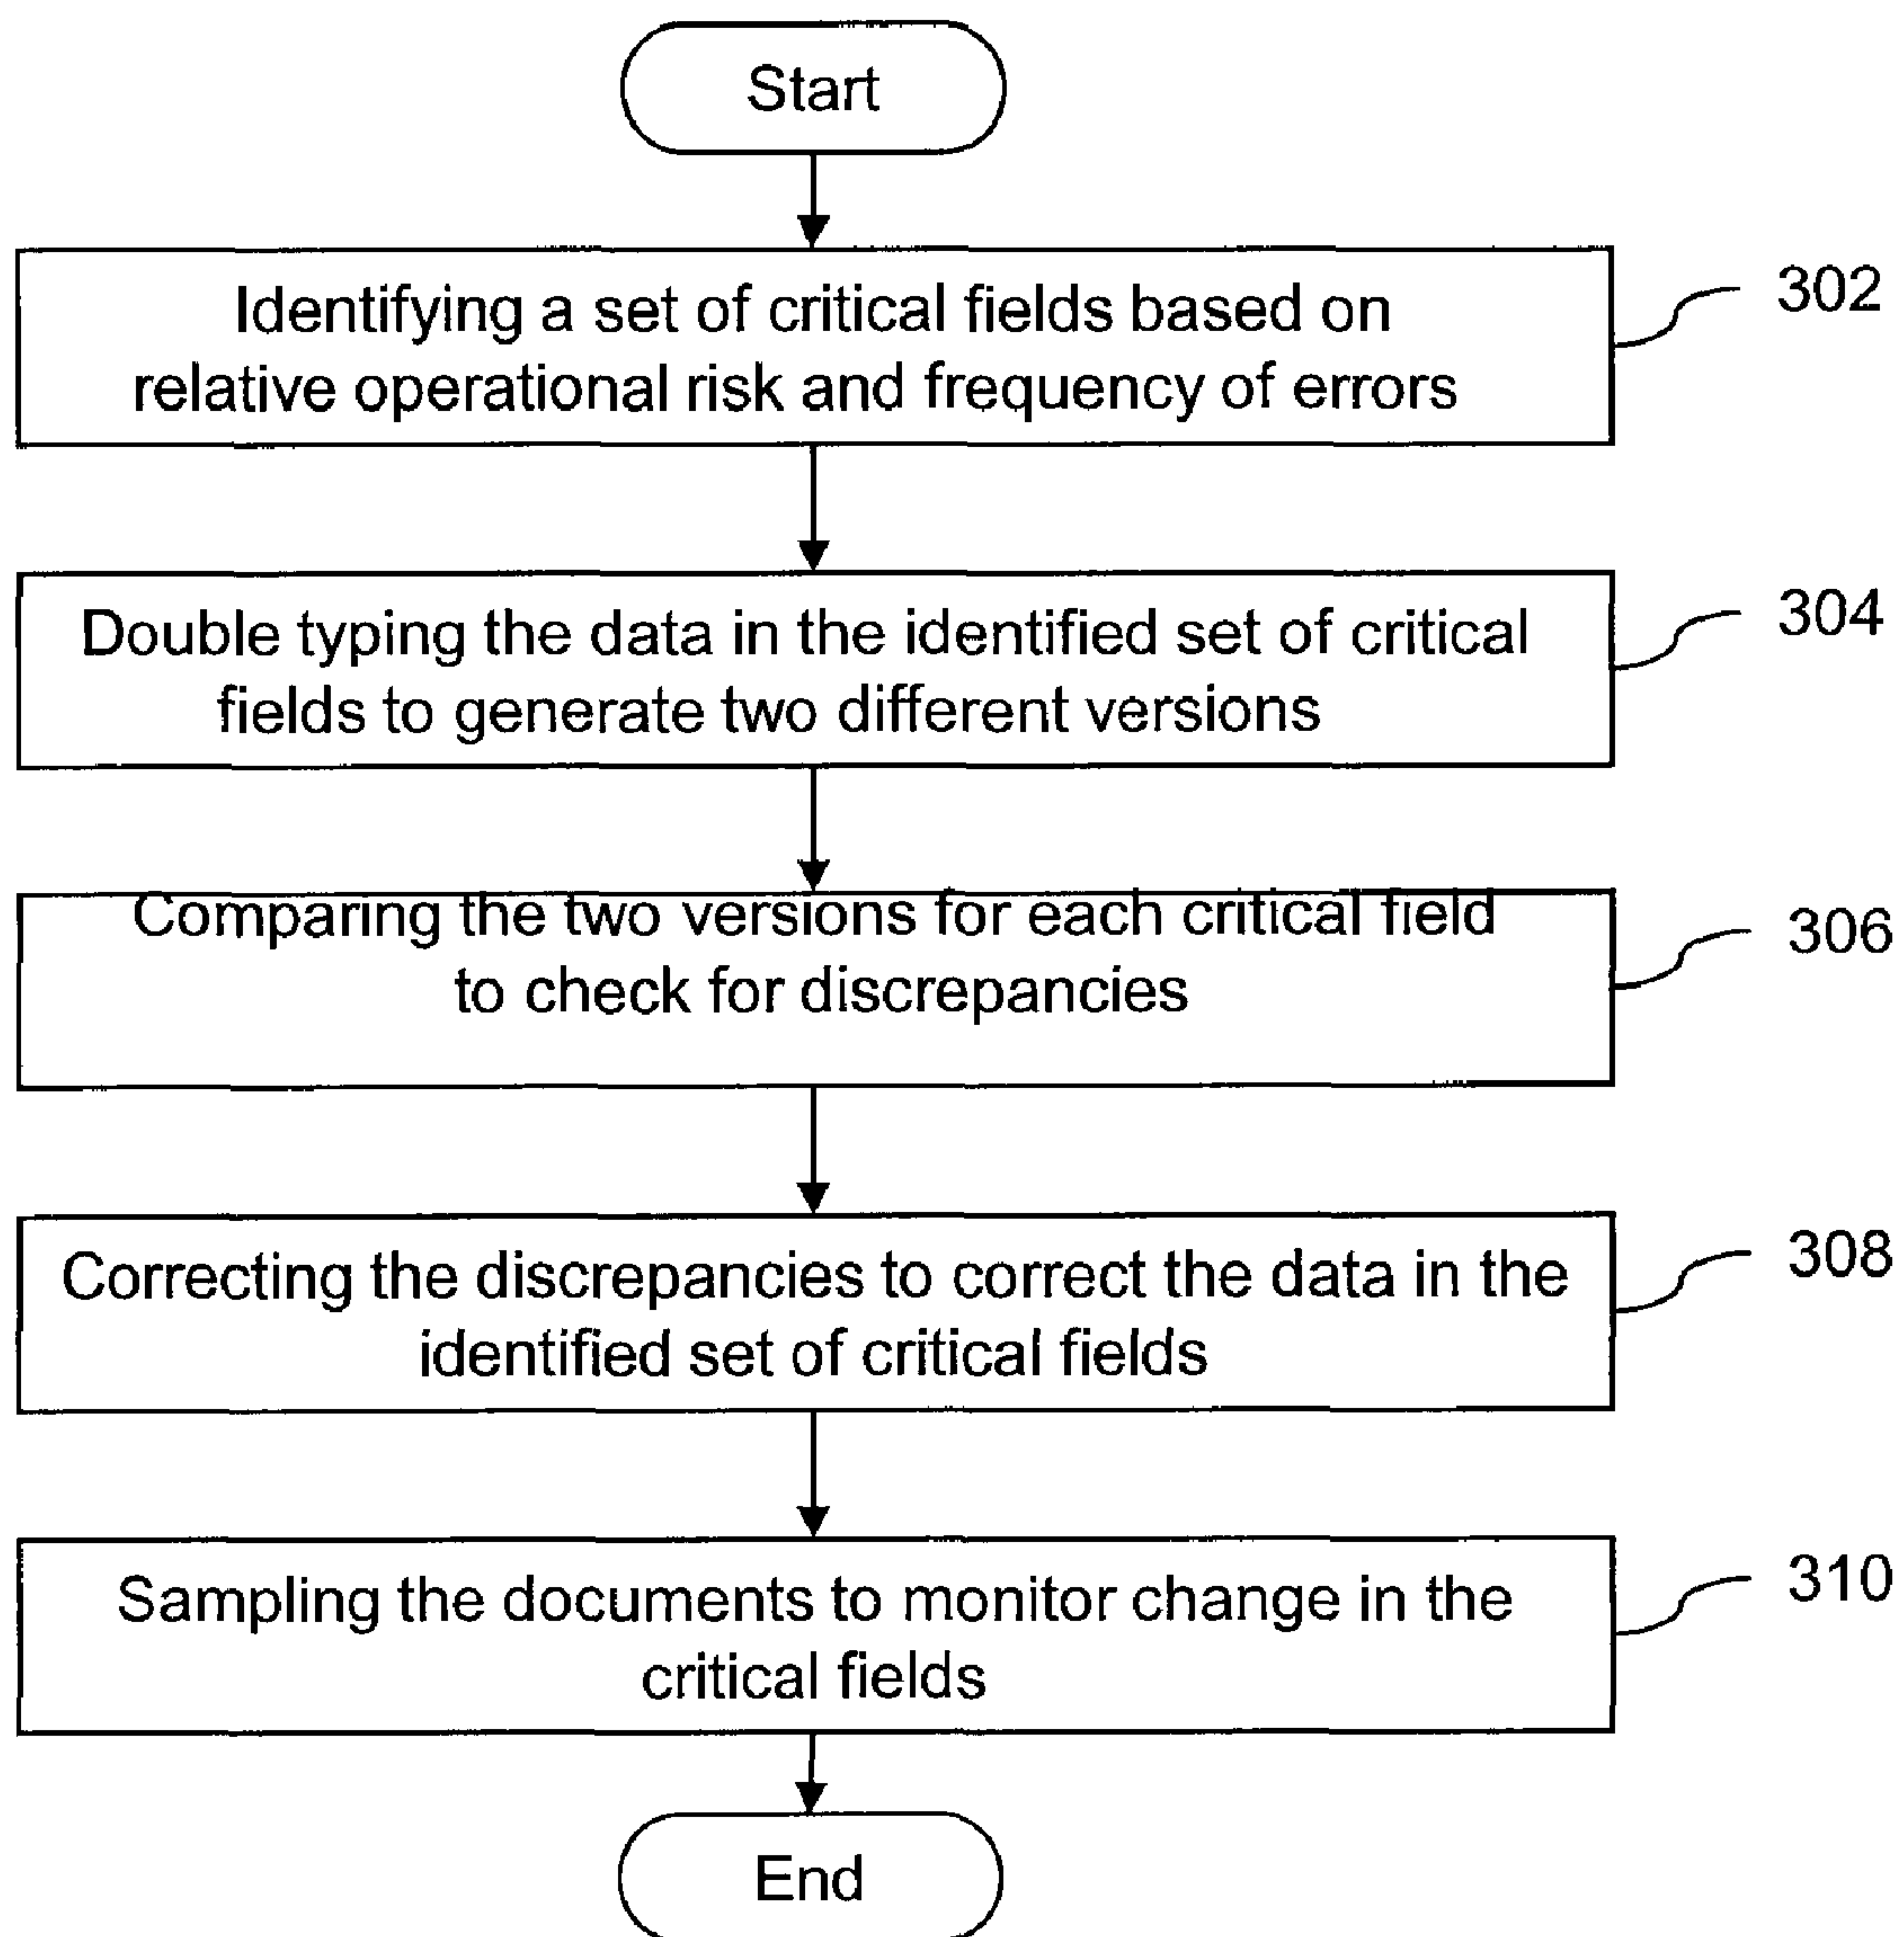 Start
Identifying a set of critical fields based on
relative operational risk and frequency of errors
302
Double typing the data in the identified set of critical
fields to generate two different versions
304
Comparing the two versions for each critical field
to check for discrepancies
306
Correcting the discrepancies to correct the data in the
identified set of critical fields
308
Sampling the documents to monitor change in the
critical fields
310
End